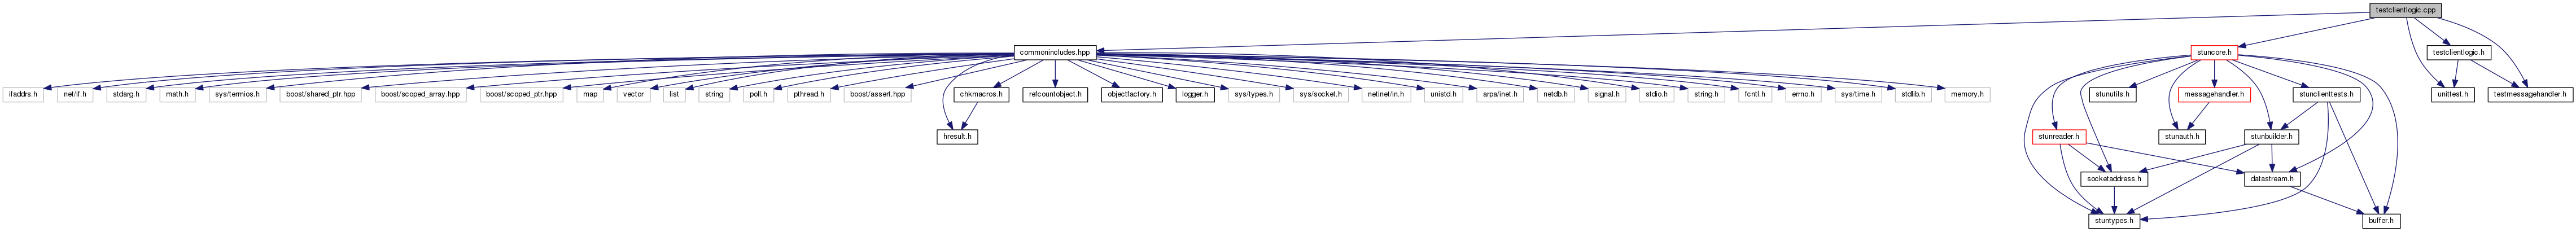 testclientlogic.cpp
commonincludes.hpp
stuncore.h
testclientlogic.h
ifaddrs.h
net/if.h
stdarg.h
math.h
sys/termios.h
boost/shared_ptr.hpp
boost/scoped_array.hpp
boost/scoped_ptr.hpp
map
vector
list
string
poll.h
pthread.h
boost/assert.hpp
chkmacros.h
refcountobject.h
objectfactory.h
logger.h
sys/types.h
sys/socket.h
netinet/in.h
unistd.h
arpa/inet.h
netdb.h
signal.h
stdio.h
string.h
fcntl.h
errno.h
sys/time.h
stdlib.h
memory.h
stunutils.h
messagehandler.h
stunclienttests.h
unittest.h
testmessagehandler.h
hresult.h
stunreader.h
stunauth.h
stunbuilder.h
socketaddress.h
datastream.h
stuntypes.h
buffer.h